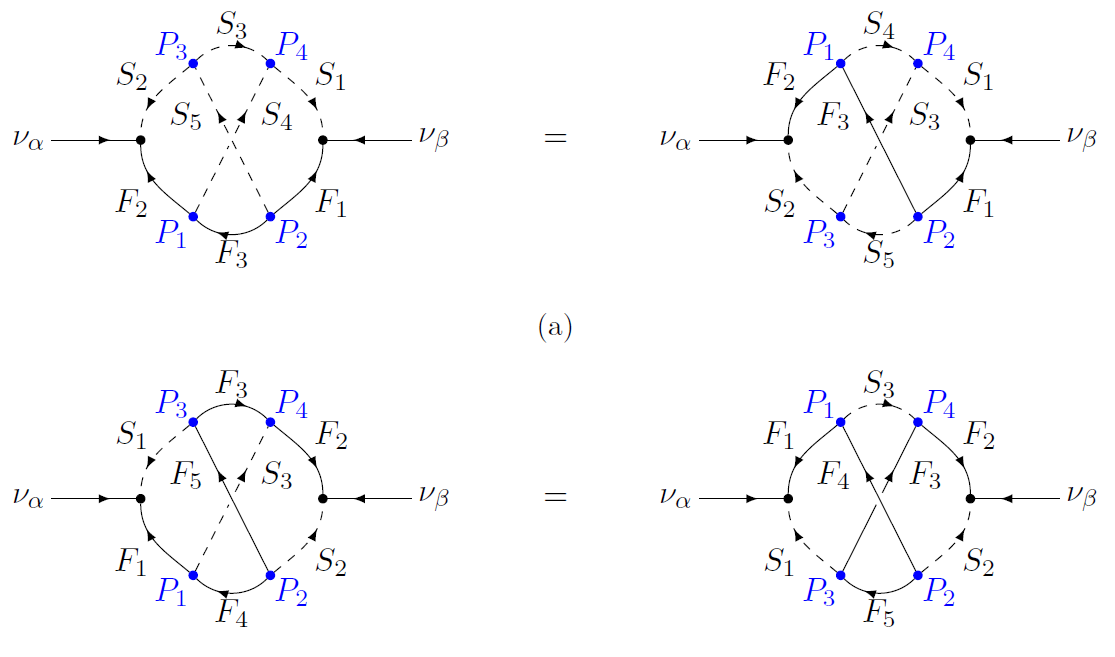 S₃ S₄
P₃ P₄ P₁ P₄
S₂ S₁ F₂ S₁
S₅ S₄ F₃ S₃
να νβ = να νβ
F₂ F₁ S₂ F₁
P₁ P₂ P₃ P₂
F₃ S₅
(a)
F₃ S₃
P₃ P₄ P₁ P₄
S₁ F₂ F₁ F₂
F₅ S₃ F₄ F₃
να νβ = να νβ
F₁ S₂ S₁ S₂
P₁ P₂ P₃ P₂
F₄ F₅